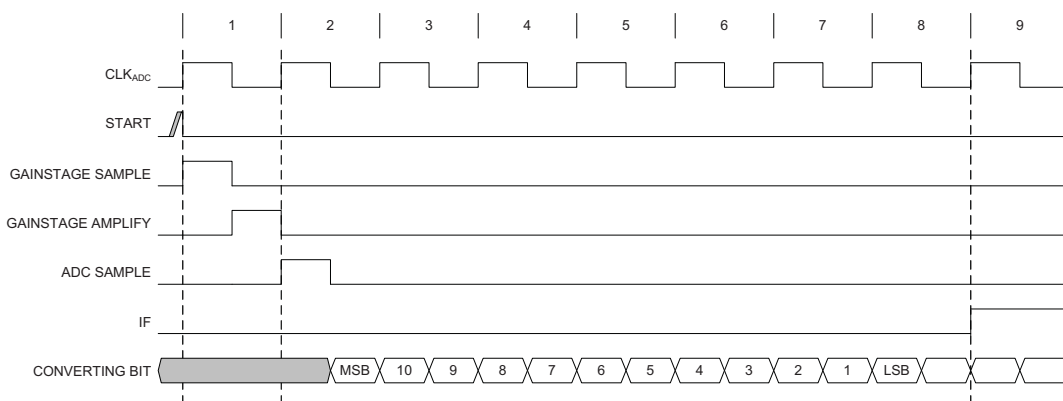 1 2 3 4 5 6 7 8 9
CLKADC
START
GAINSTAGE SAMPLE
GAINSTAGE AMPLIFY
ADC SAMPLE
IF
CONVERTING BIT MSB 10 9 8 7 6 5 4 3 2 1 LSB